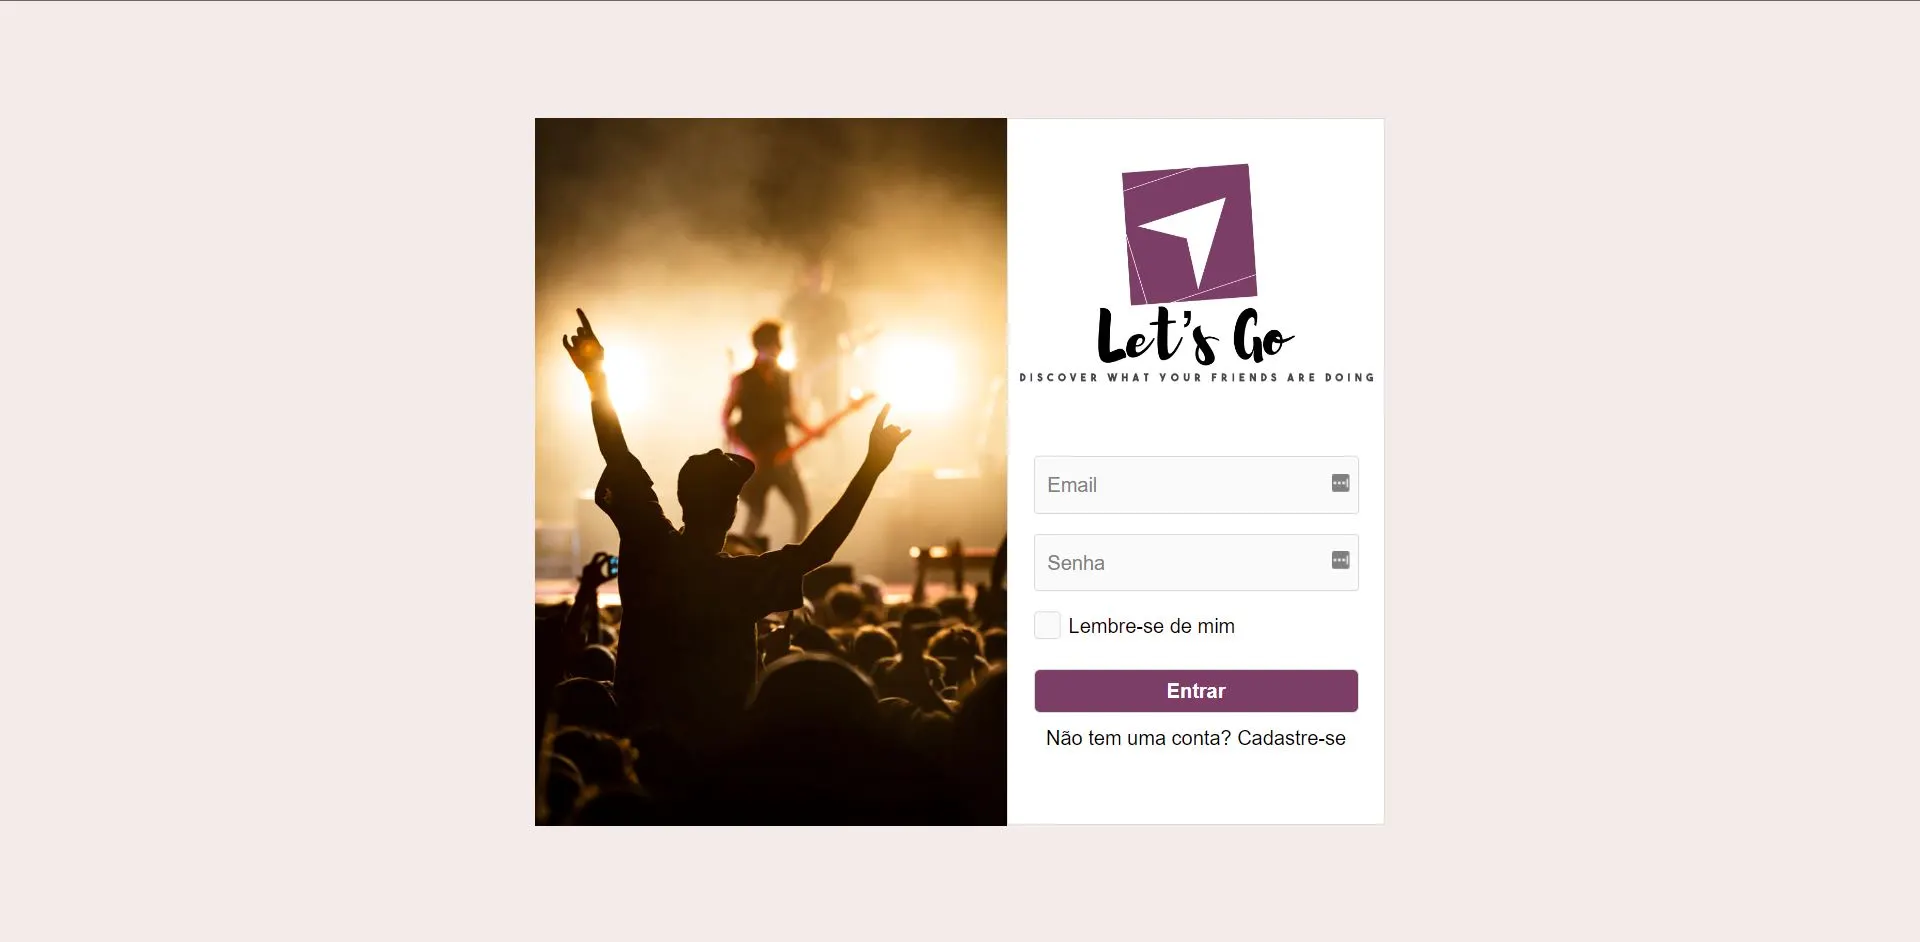 Let's Go
DISCOVER WHAT YOUR FRIENDS ARE DOING
Email
Senha
Lembre-se de mim
Entrar
Não tem uma conta? Cadastre-se